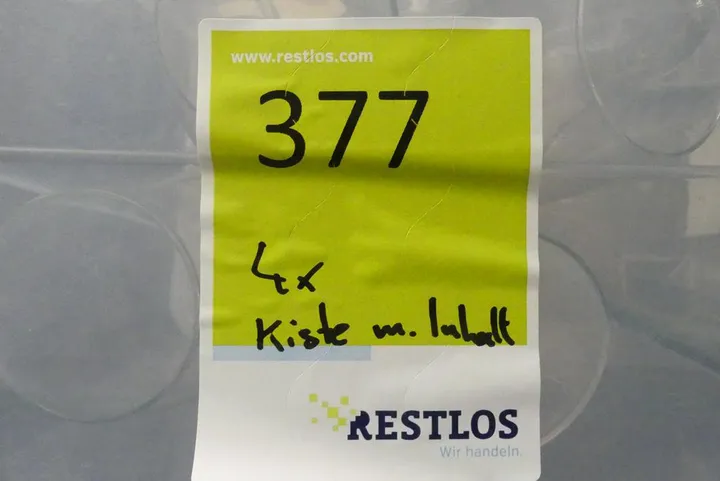 www.restlos.com
377
4x
Kiste m. Inhalt
RESTLOS
Wir handeln.